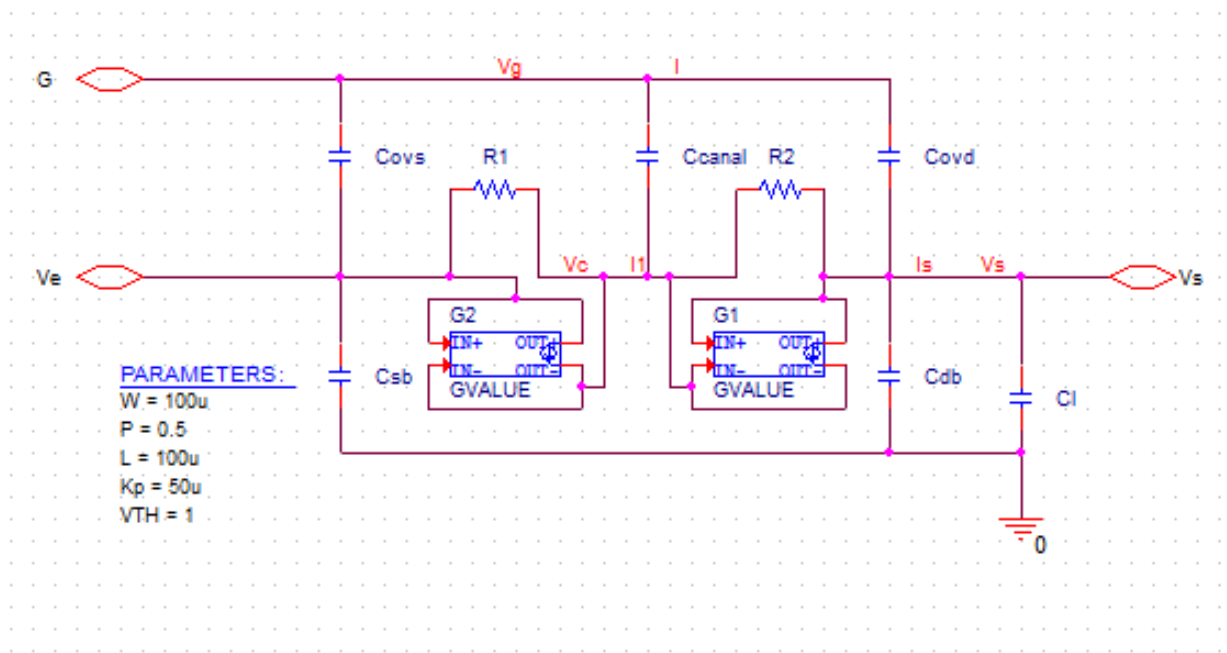 G
Vg
I
Covs
R1
Ccanal
R2
Covd
Ve
Vc
I1
Is
Vs
Vs
G2
IN+
OUT+
IN-
OUT-
GVALUE
G1
IN+
OUT+
IN-
OUT-
GVALUE
Csb
Cdb
Cl
PARAMETERS:
W = 100u
P = 0.5
L = 100u
Kp = 50u
VTH = 1
0